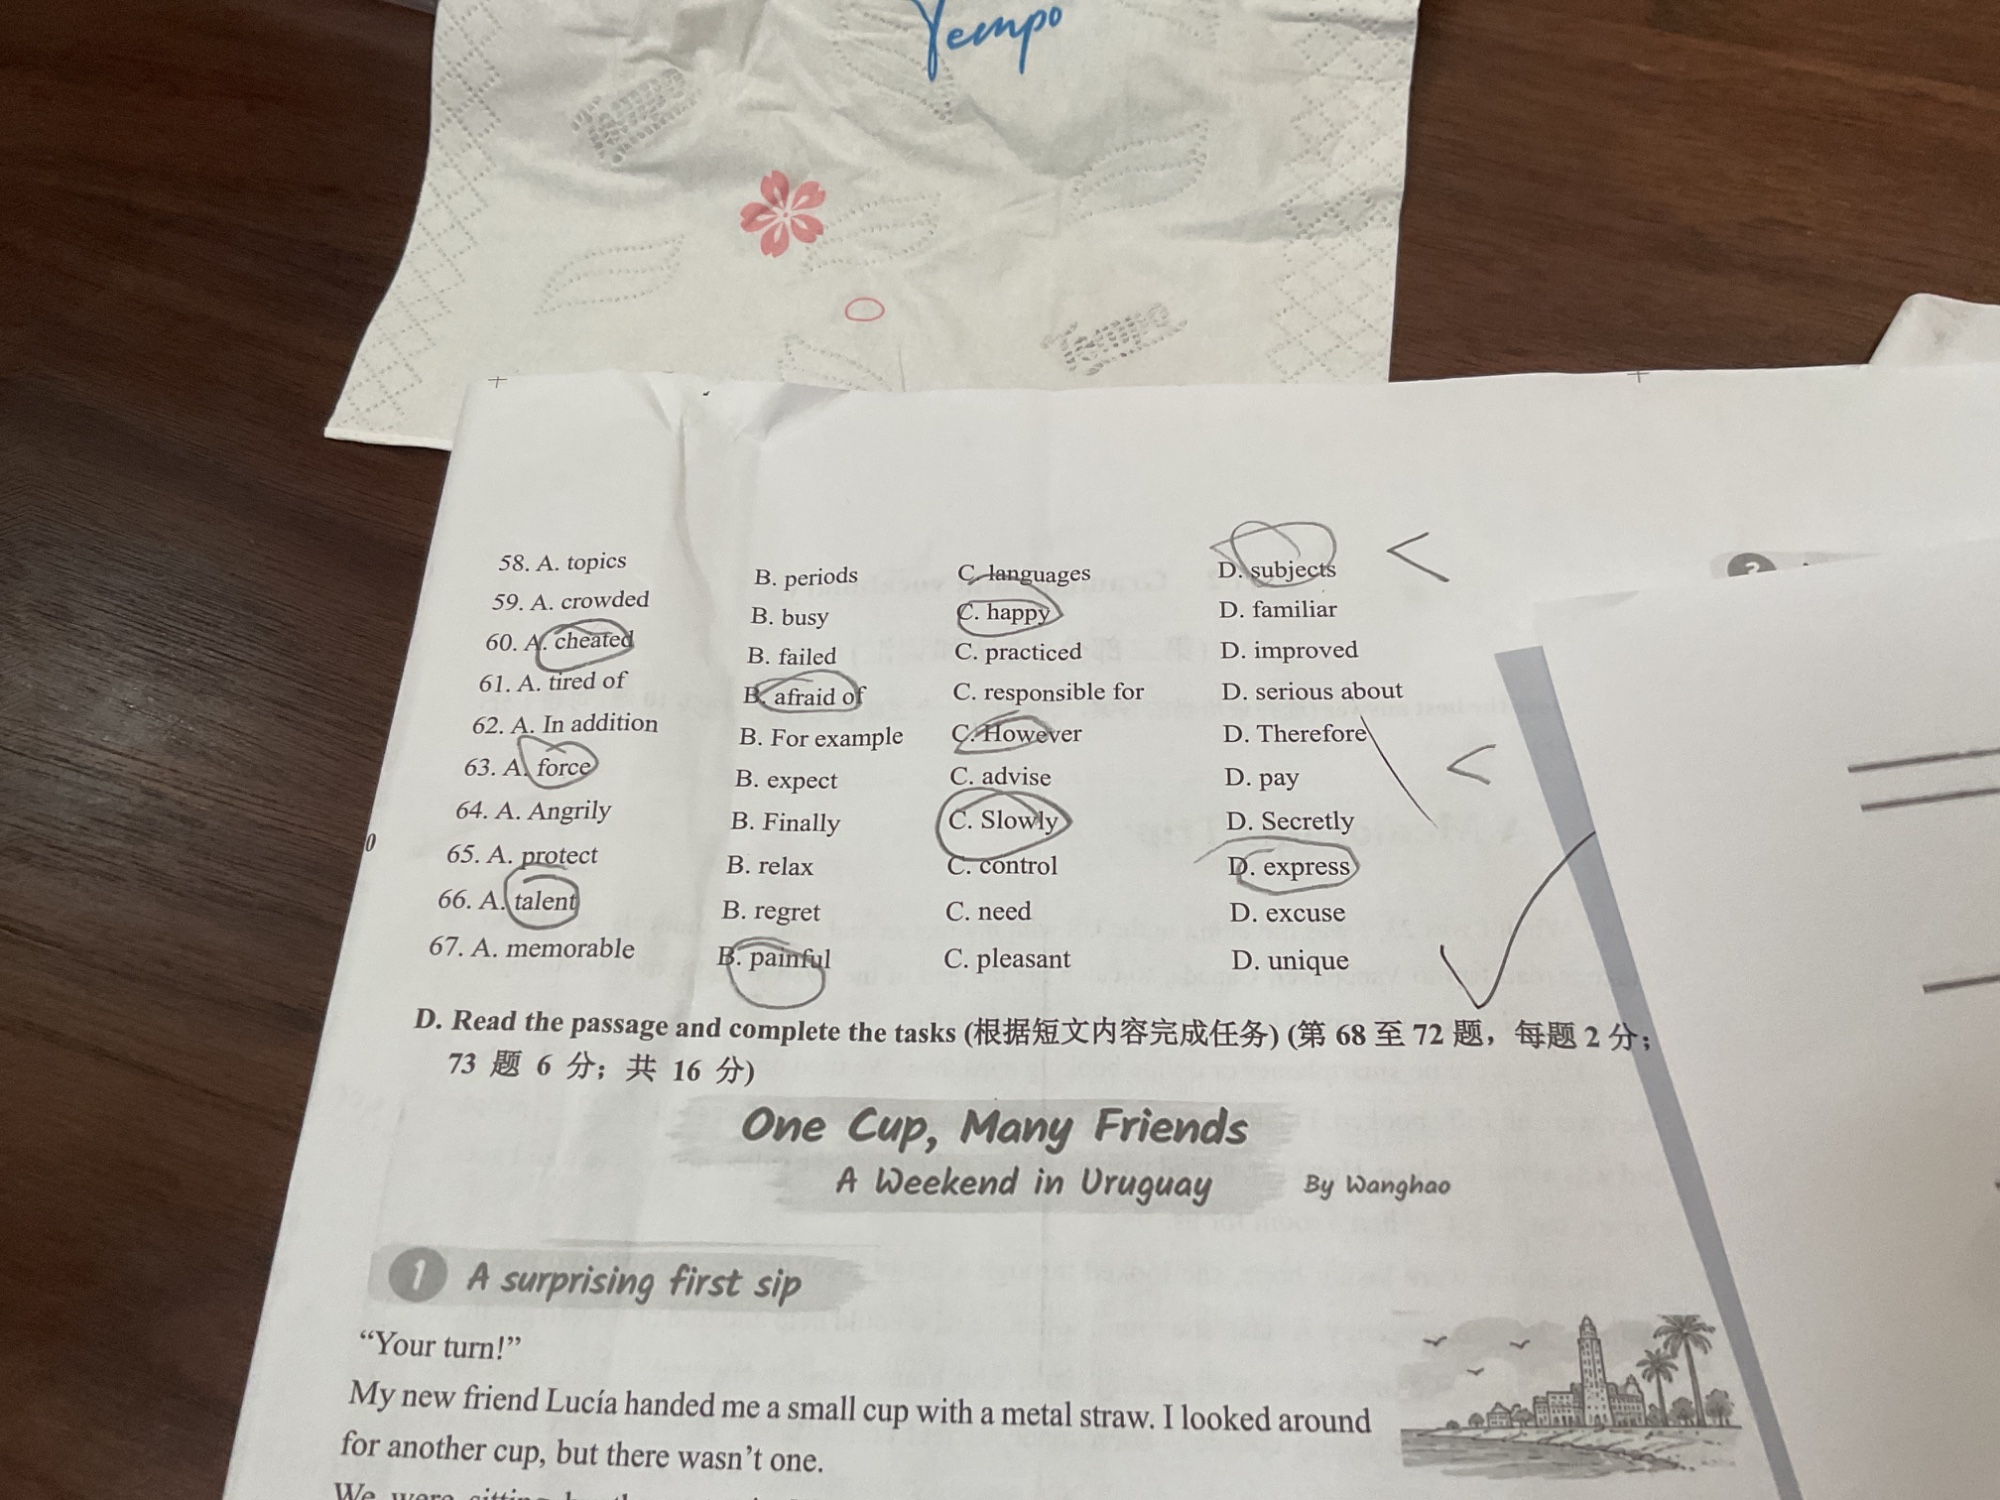 Tempo
Tempo
Tempo
58. A. topics B. periods C. languages D. subjects
59. A. crowded B. busy C. happy D. familiar
60. A. cheated B. failed C. practiced D. improved
61. A. tired of B. afraid of C. responsible for D. serious about
62. A. In addition B. For example C. However D. Therefore
63. A. force B. expect C. advise D. pay
64. A. Angrily B. Finally C. Slowly D. Secretly
65. A. protect B. relax C. control D. express
66. A. talent B. regret C. need D. excuse
67. A. memorable B. painful C. pleasant D. unique
D. Read the passage and complete the tasks (根据短文内容完成任务) (第 68 至 72 题，每题 2 分；
73 题 6 分；共 16 分)
One Cup, Many Friends
A Weekend in Uruguay By Wanghao
1 A surprising first sip
“Your turn!”
My new friend Lucía handed me a small cup with a metal straw. I looked around
for another cup, but there wasn’t one.
We were sitting